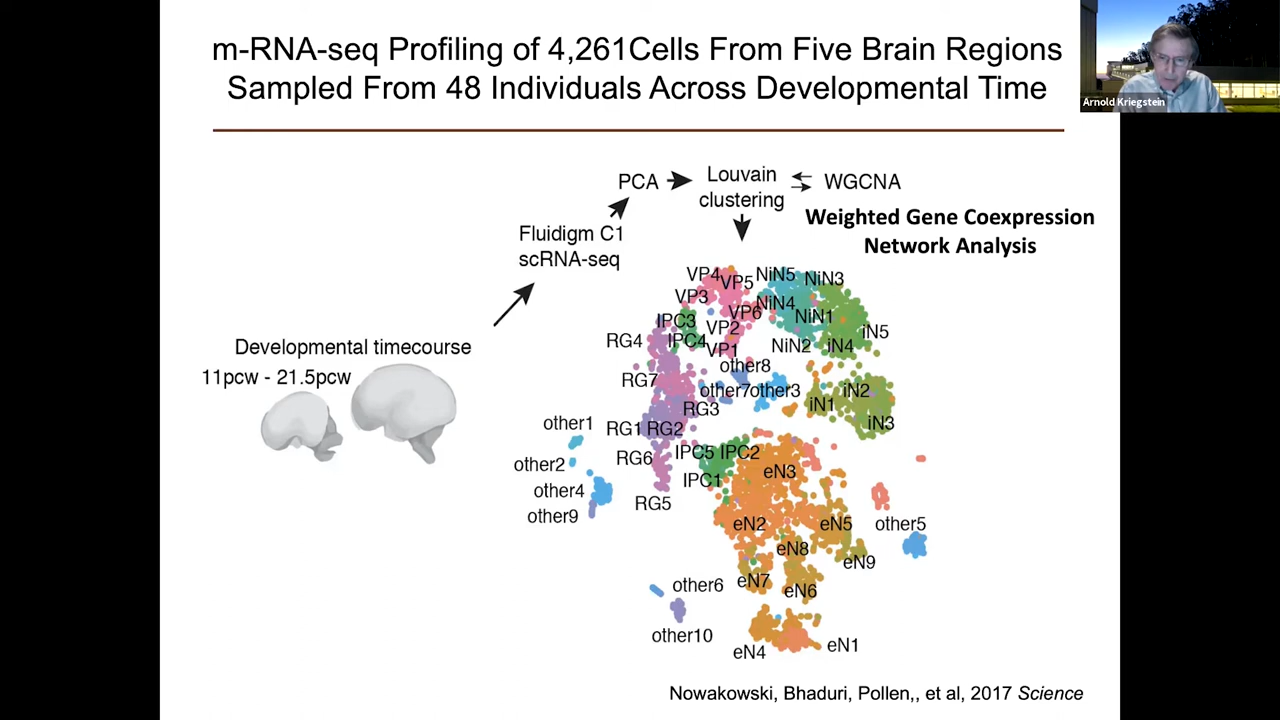 m-RNA-seq Profiling of 4,261Cells From Five Brain Regions
Sampled From 48 Individuals Across Developmental Time
Arnold Kriegstein
PCA
Louvain
clustering
WGCNA
Weighted Gene Coexpression
Network Analysis
Fluidigm C1
scRNA-seq
Developmental timecourse
11pcw - 21.5pcw
VP4
VP5
NiN5
NiN3
VP3
NiN4
VP6
NiN1
IPC3
VP2
iN5
RG4
IPC4
VP1
NiN2
iN4
other8
RG7
other7
other3
iN2
RG3
iN1
other1
RG1
RG2
iN3
other2
RG6
IPC5
IPC2
eN3
other4
IPC1
RG5
other9
eN2
eN5
other5
eN8
eN9
eN7
eN6
other6
other10
eN4
eN1
Nowakowski, Bhaduri, Pollen,, et al, 2017 Science